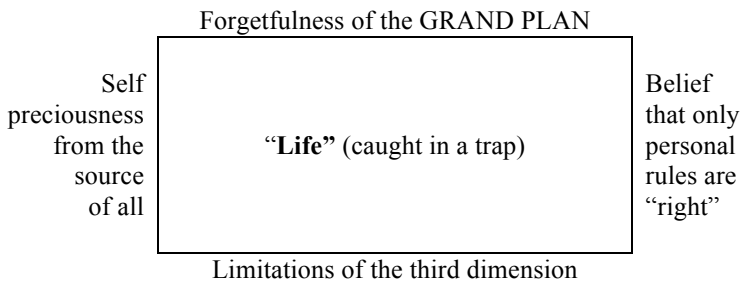 Forgetfulness of the GRAND PLAN
Self
preciousness
from the
source
of all
“Life” (caught in a trap)
Belief
that only
personal
rules are
“right”
Limitations of the third dimension